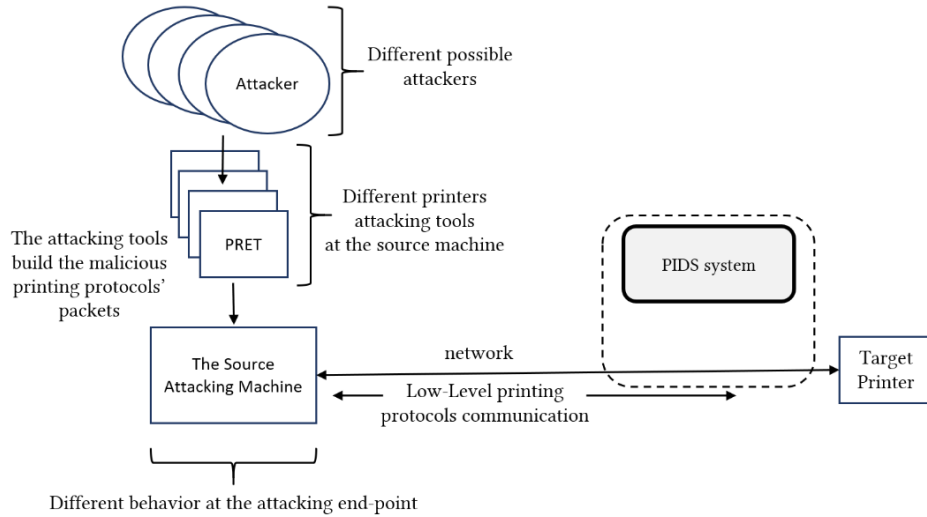 Attacker
Different possible
attackers
PRET
Different printers
attacking tools
at the source machine
The attacking tools
build the malicious
printing protocols'
packets
PIDS system
The Source
Attacking Machine
network
Target
Printer
Low-Level printing
protocols communication
Different behavior at the attacking end-point